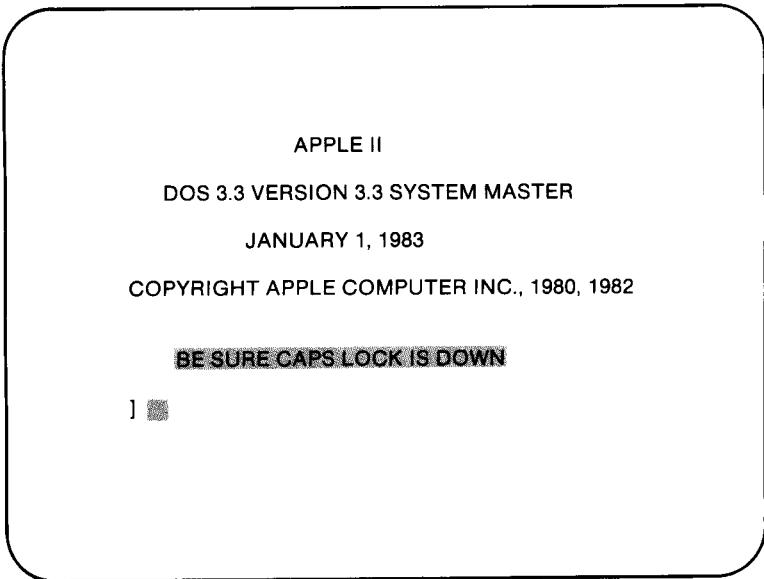 APPLE II
DOS 3.3 VERSION 3.3 SYSTEM MASTER
JANUARY 1, 1983
COPYRIGHT APPLE COMPUTER INC., 1980, 1982
BE SURE CAPS LOCK IS DOWN
]